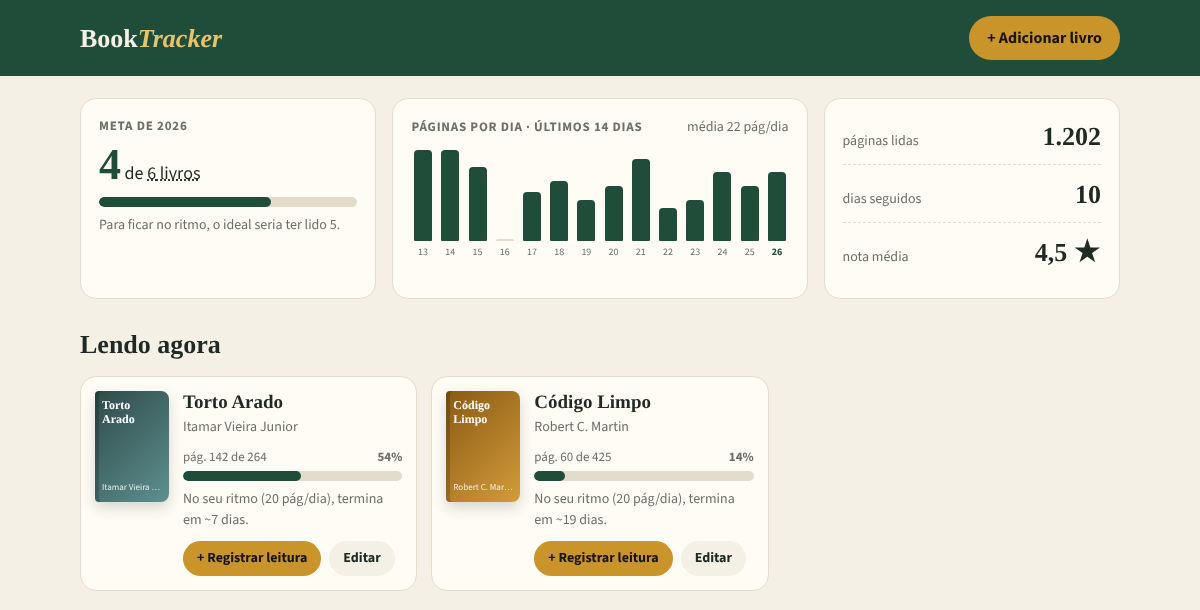 BookTracker
+ Adicionar livro
META DE 2026
4 de 6 livros
Para ficar no ritmo, o ideal seria ter lido 5.
PÁGINAS POR DIA · ÚLTIMOS 14 DIAS
média 22 pág/dia
13 14 15 16 17 18 19 20 21 22 23 24 25 26
páginas lidas 1.202
dias seguidos 10
nota média 4,5 ★
Lendo agora
Torto
Arado
Itamar Vieira …
Torto Arado
Itamar Vieira Junior
pág. 142 de 264 54%
No seu ritmo (20 pág/dia), termina
em ~7 dias.
+ Registrar leitura
Editar
Código
Limpo
Robert C. Mar…
Código Limpo
Robert C. Martin
pág. 60 de 425 14%
No seu ritmo (20 pág/dia), termina
em ~19 dias.
+ Registrar leitura
Editar